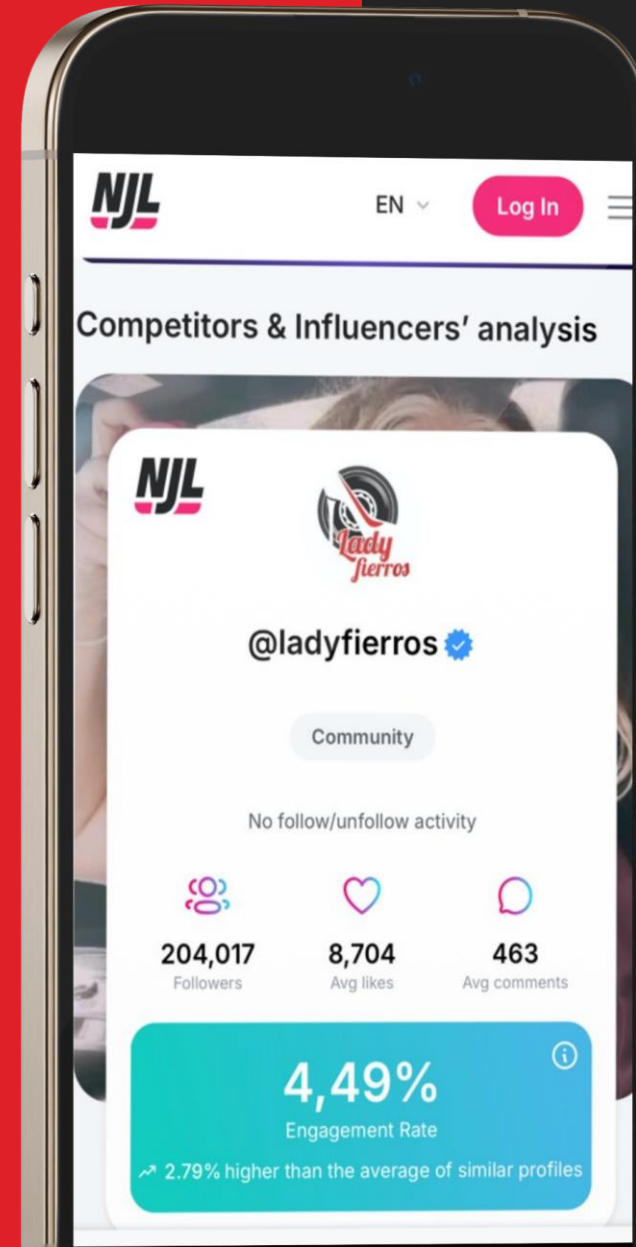 NJL
EN
Log In
Competitors & Influencers’ analysis
NJL
Lady
fierros
@ladyfierros
Community
No follow/unfollow activity
204,017 8,704 463
Followers Avg likes Avg comments
4,49%
Engagement Rate
2.79% higher than the average of similar profiles